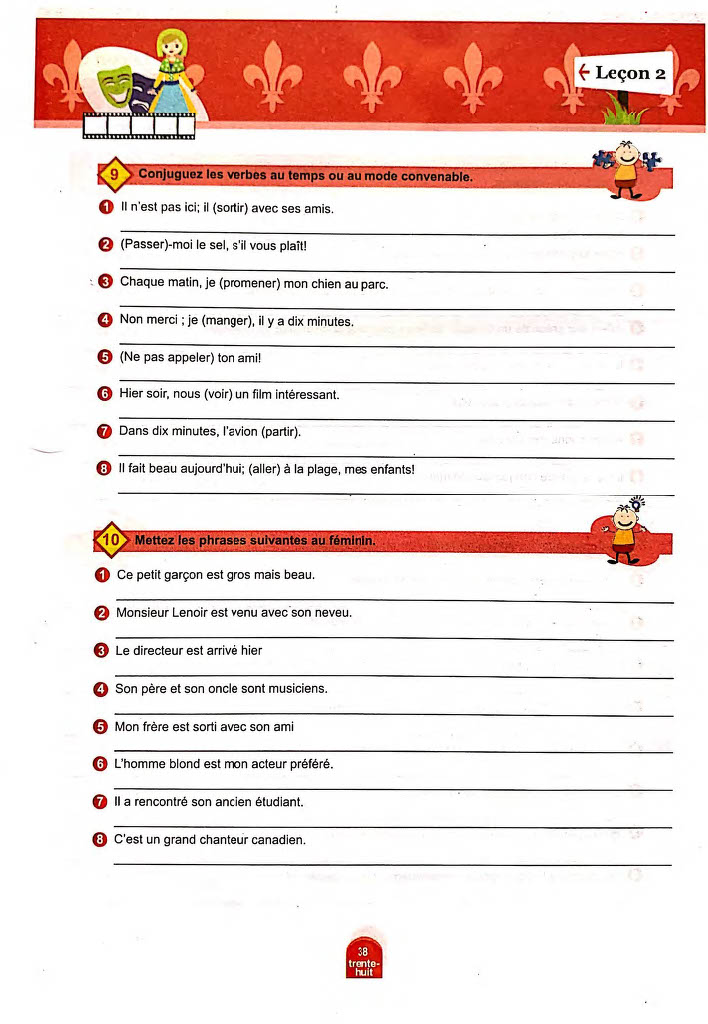 ← Leçon 2
9 Conjuguez les verbes au temps ou au mode convenable.
1 Il n'est pas ici; il (sortir) avec ses amis.
2 (Passer)-moi le sel, s'il vous plaît!
3 Chaque matin, je (promener) mon chien au parc.
4 Non merci ; je (manger), il y a dix minutes.
5 (Ne pas appeler) ton ami!
6 Hier soir, nous (voir) un film intéressant.
7 Dans dix minutes, l'avion (partir).
8 Il fait beau aujourd'hui; (aller) à la plage, mes enfants!
10 Mettez les phrases suivantes au féminin.
1 Ce petit garçon est gros mais beau.
2 Monsieur Lenoir est venu avec son neveu.
3 Le directeur est arrivé hier
4 Son père et son oncle sont musiciens.
5 Mon frère est sorti avec son ami
6 L'homme blond est mon acteur préféré.
7 Il a rencontré son ancien étudiant.
8 C'est un grand chanteur canadien.
38
trente-
huit